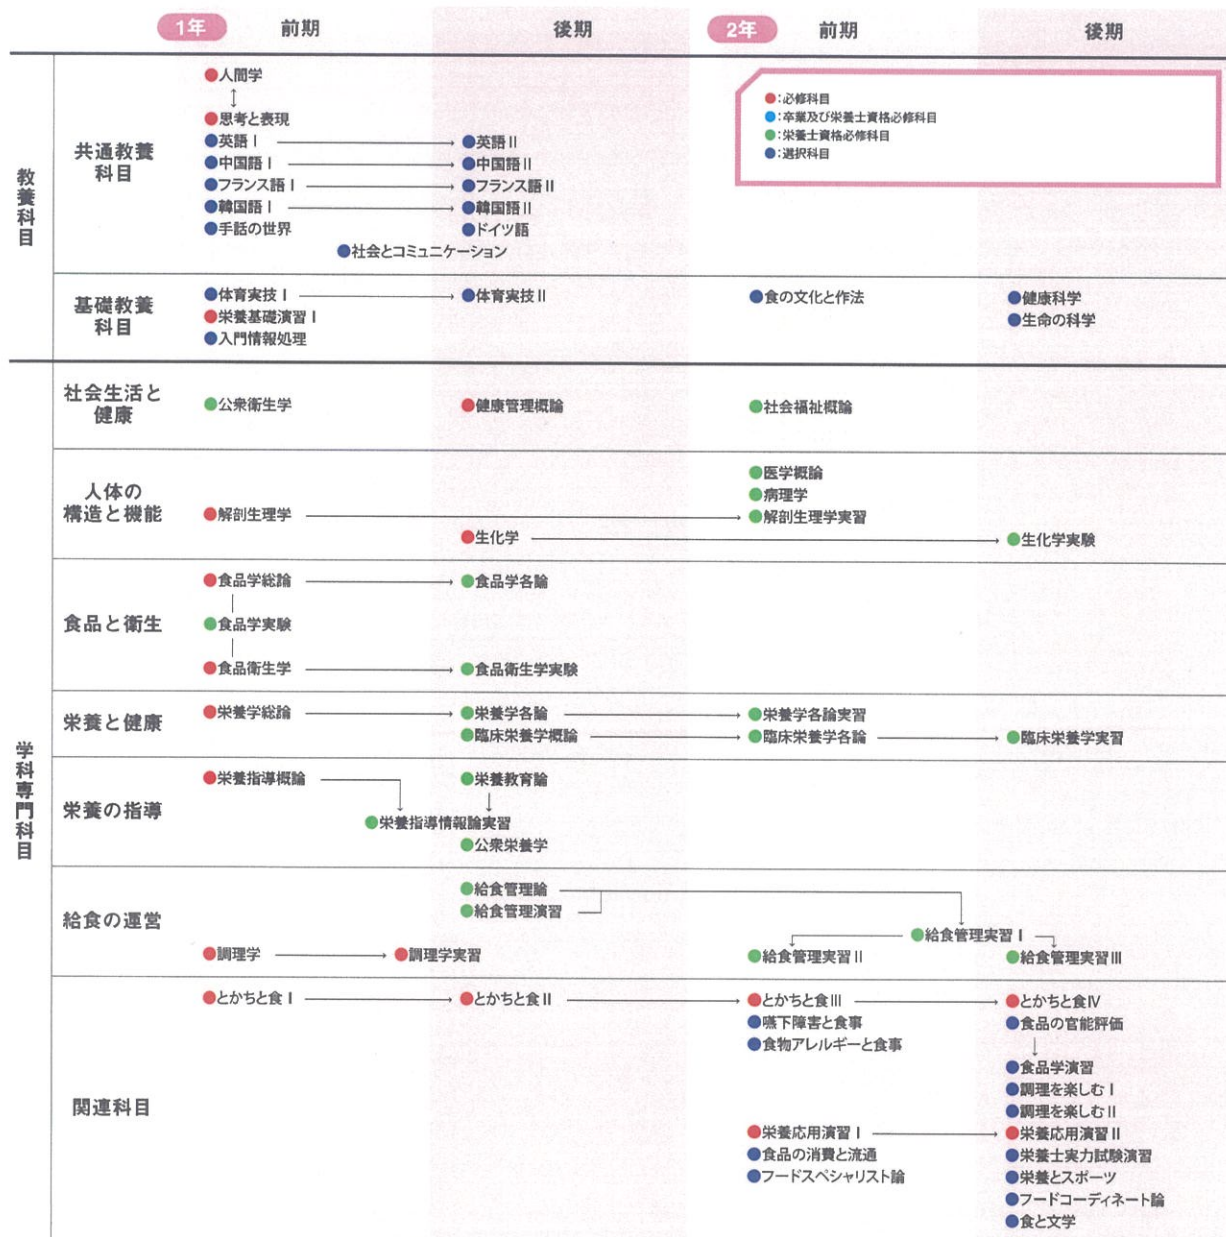 1年 前期 後期 2年 前期 後期
●:必修科目
●:卒業及び栄養士資格必修科目
●:栄養士資格必修科目
●:選択科目
教養科目
共通教養科目
●人間学
●思考と表現
●英語Ⅰ ●英語Ⅱ
●中国語Ⅰ ●中国語Ⅱ
●フランス語Ⅰ ●フランス語Ⅱ
●韓国語Ⅰ ●韓国語Ⅱ
●手話の世界 ●ドイツ語
●社会とコミュニケーション
基礎教養科目
●体育実技Ⅰ ●体育実技Ⅱ ●食の文化と作法 ●健康科学
●栄養基礎演習Ⅰ ●生命の科学
●入門情報処理
学科専門科目
社会生活と健康
●公衆衛生学 ●健康管理概論 ●社会福祉概論
人体の構造と機能
●医学概論
●病理学
●解剖生理学 ●解剖生理学実習
●生化学 ●生化学実験
食品と衛生
●食品学総論 ●食品学各論
●食品学実験
●食品衛生学 ●食品衛生学実験
栄養と健康
●栄養学総論 ●栄養学各論 ●栄養学各論実習
●臨床栄養学概論 ●臨床栄養学各論 ●臨床栄養学実習
栄養の指導
●栄養指導概論 ●栄養教育論
●栄養指導情報論実習
●公衆栄養学
給食の運営
●給食管理論
●給食管理演習
●給食管理実習Ⅰ
●調理学 ●調理学実習 ●給食管理実習Ⅱ ●給食管理実習Ⅲ
関連科目
●とかちと食Ⅰ ●とかちと食Ⅱ ●とかちと食Ⅲ ●とかちと食Ⅳ
●嚥下障害と食事 ●食品の官能評価
●食物アレルギーと食事
●食品学演習
●調理を楽しむⅠ
●調理を楽しむⅡ
●栄養応用演習Ⅰ ●栄養応用演習Ⅱ
●食品の消費と流通 ●栄養士実力試験演習
●フードスペシャリスト論 ●栄養とスポーツ
●フードコーディネート論
●食と文学